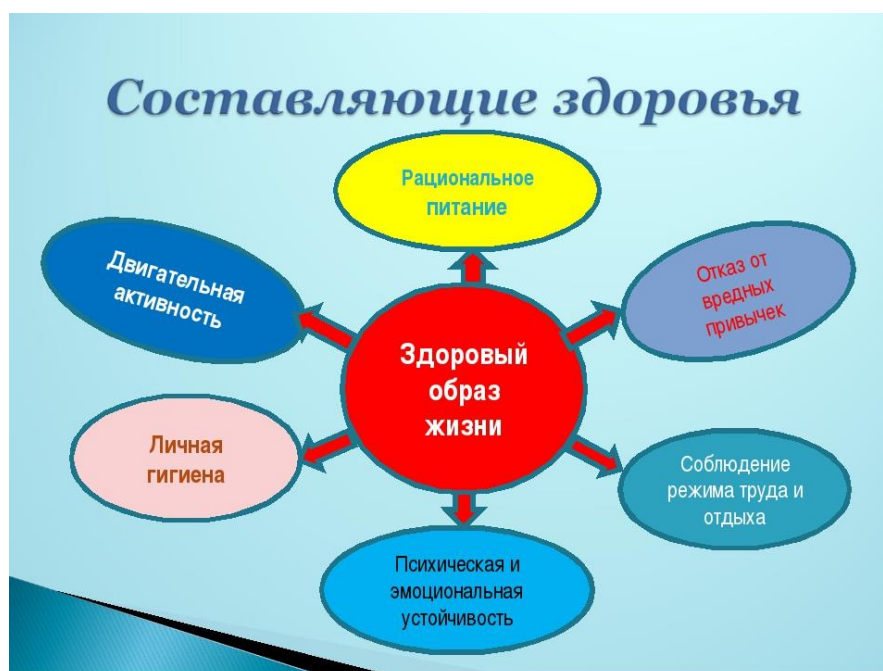 Составляющие здоровья
Рациональное
питание
Двигательная
активность
Отказ от
вредных
привычек
Здоровый
образ
жизни
Личная
гигиена
Соблюдение
режима труда и
отдыха
Психическая и
эмоциональная
устойчивость